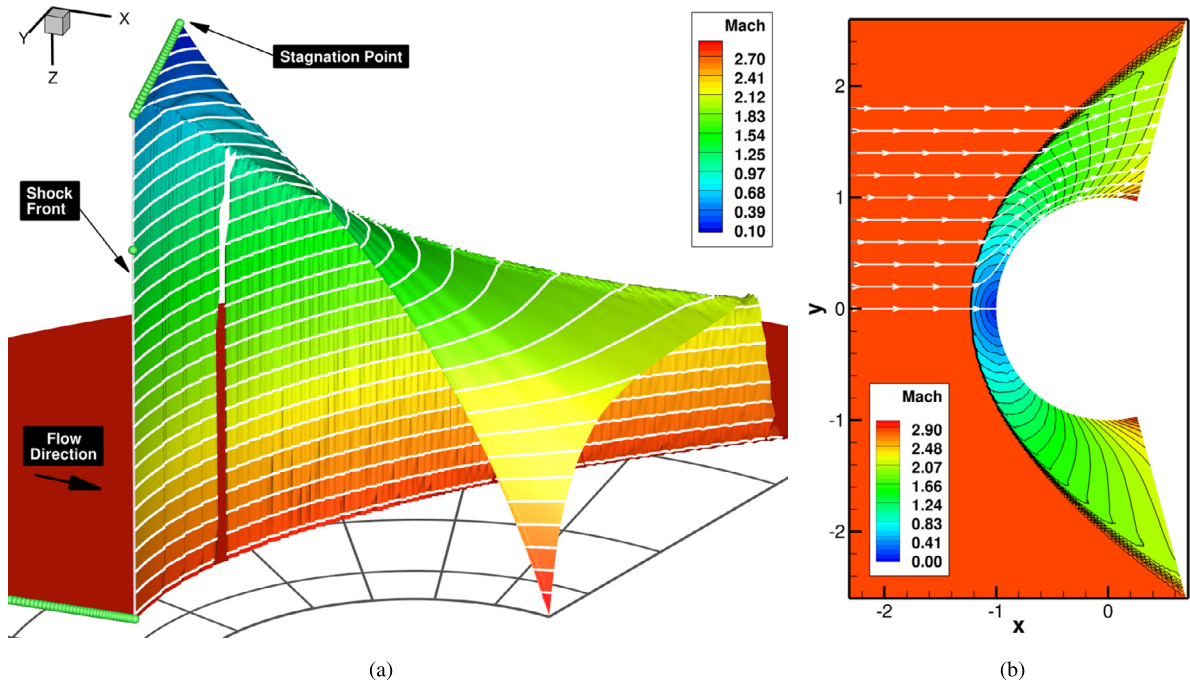 X
Y
Z
Stagnation Point
Shock
Front
Flow
Direction
Mach
2.70
2.41
2.12
1.83
1.54
1.25
0.97
0.68
0.39
0.10
(a)
y
2
1
0
-1
-2
Mach
2.90
2.48
2.07
1.66
1.24
0.83
0.41
0.00
-2
-1
0
x
(b)